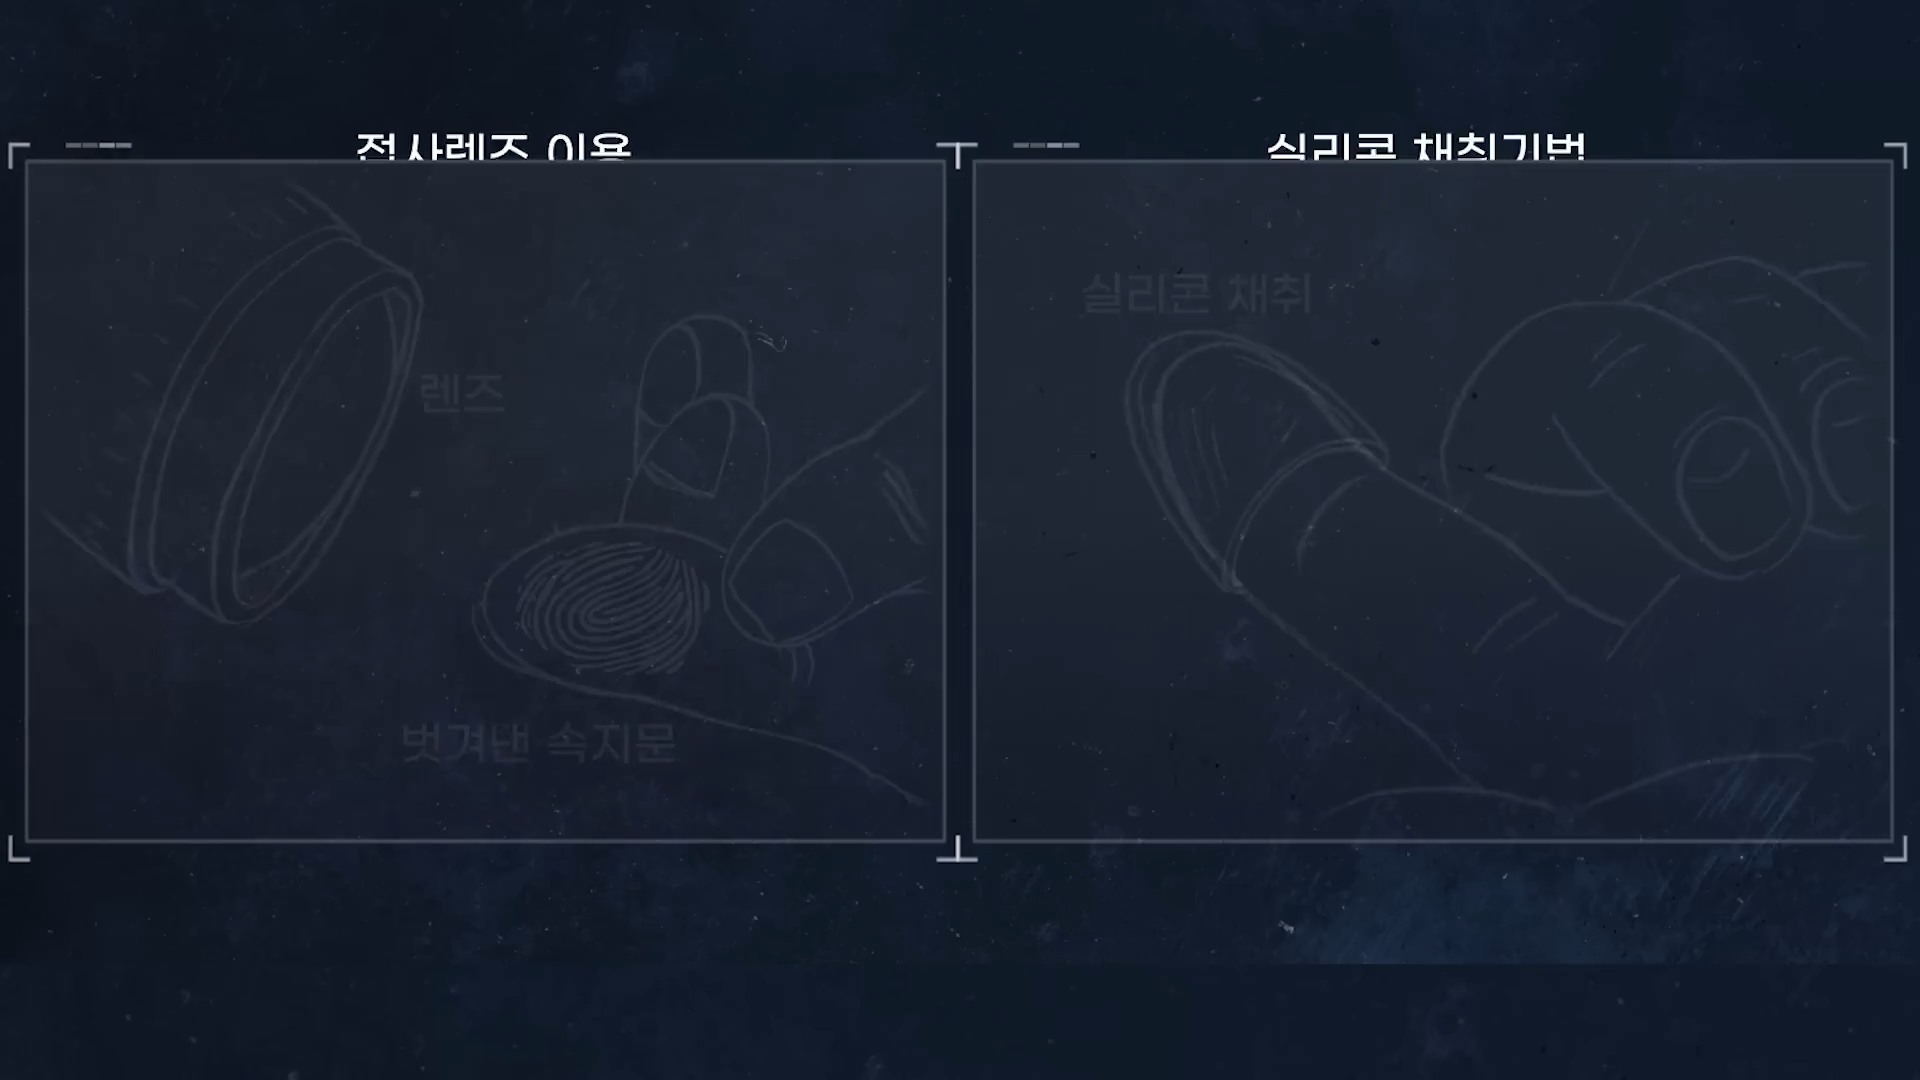 접사렌즈 이용
실리콘 채취기법
실리콘 채취
렌즈
벗겨낸 속지문